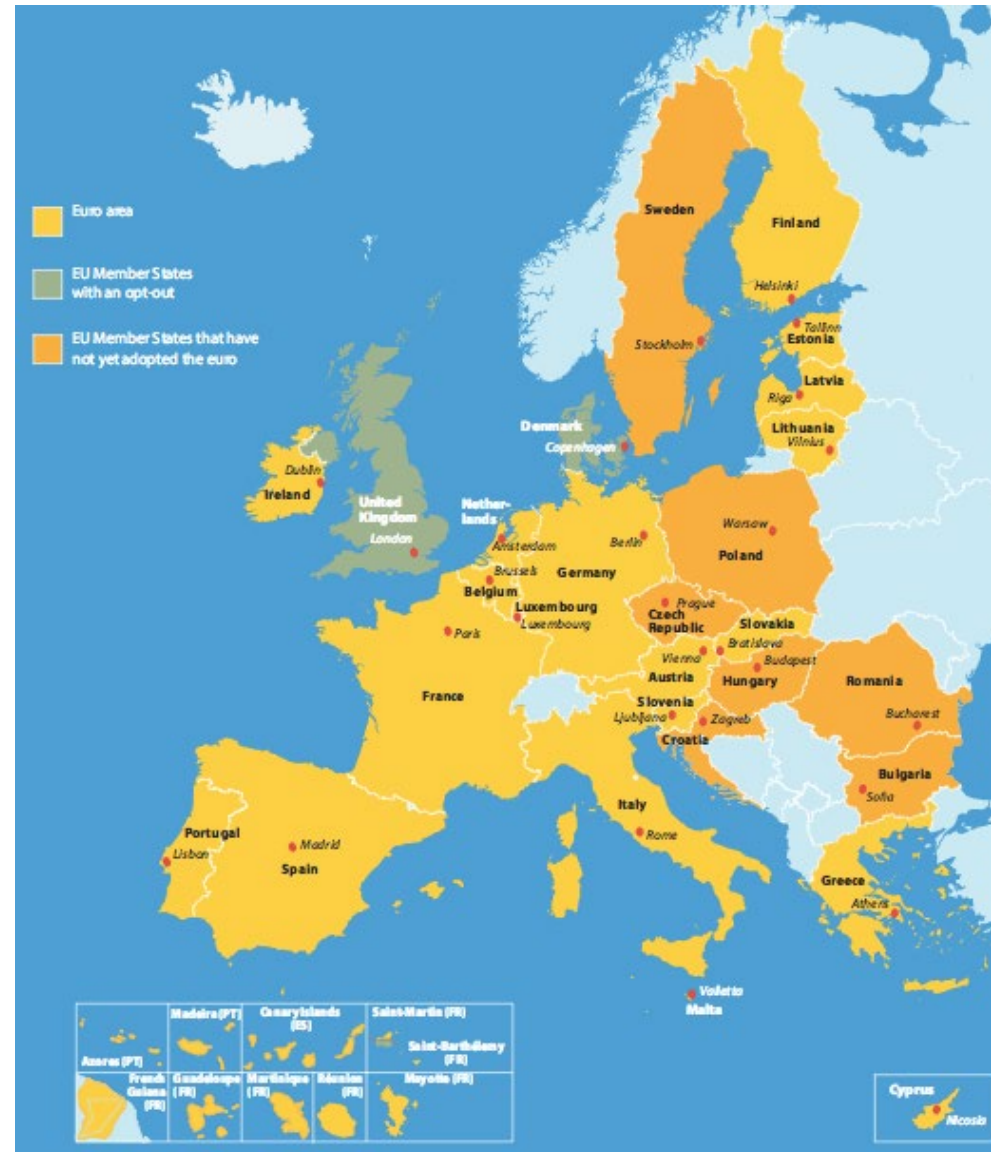 Euro area
EU Member States
with an opt-out
EU Member States that have
not yet adopted the euro
Sweden
Finland
Helsinki
Tallinn
Estonia
Stockholm
Latvia
Riga
Lithuania
Vilnius
Denmark
Copenhagen
Dublin
Ireland
United
Kingdom
London
Nether-
lands
Amsterdam
Berlin
Warsaw
Poland
Brussels
Belgium
Germany
Luxembourg
Luxembourg
Prague
Czech
Republic
Slovakia
Bratislava
Paris
Vienna
Budapest
Austria
Hungary
Romania
France
Slovenia
Ljubljana
Zagreb
Croatia
Bucharest
Bulgaria
Sofia
Italy
Rome
Portugal
Lisbon
Madrid
Spain
Greece
Athens
Valletta
Malta
Azores (PT)
Madeira (PT)
Canary Islands
(ES)
Saint-Martin (FR)
Saint-Barthélemy
(FR)
French
Guiana
(FR)
Guadeloupe
(FR)
Martinique
(FR)
Réunion
(FR)
Mayotte (FR)
Cyprus
Nicosia